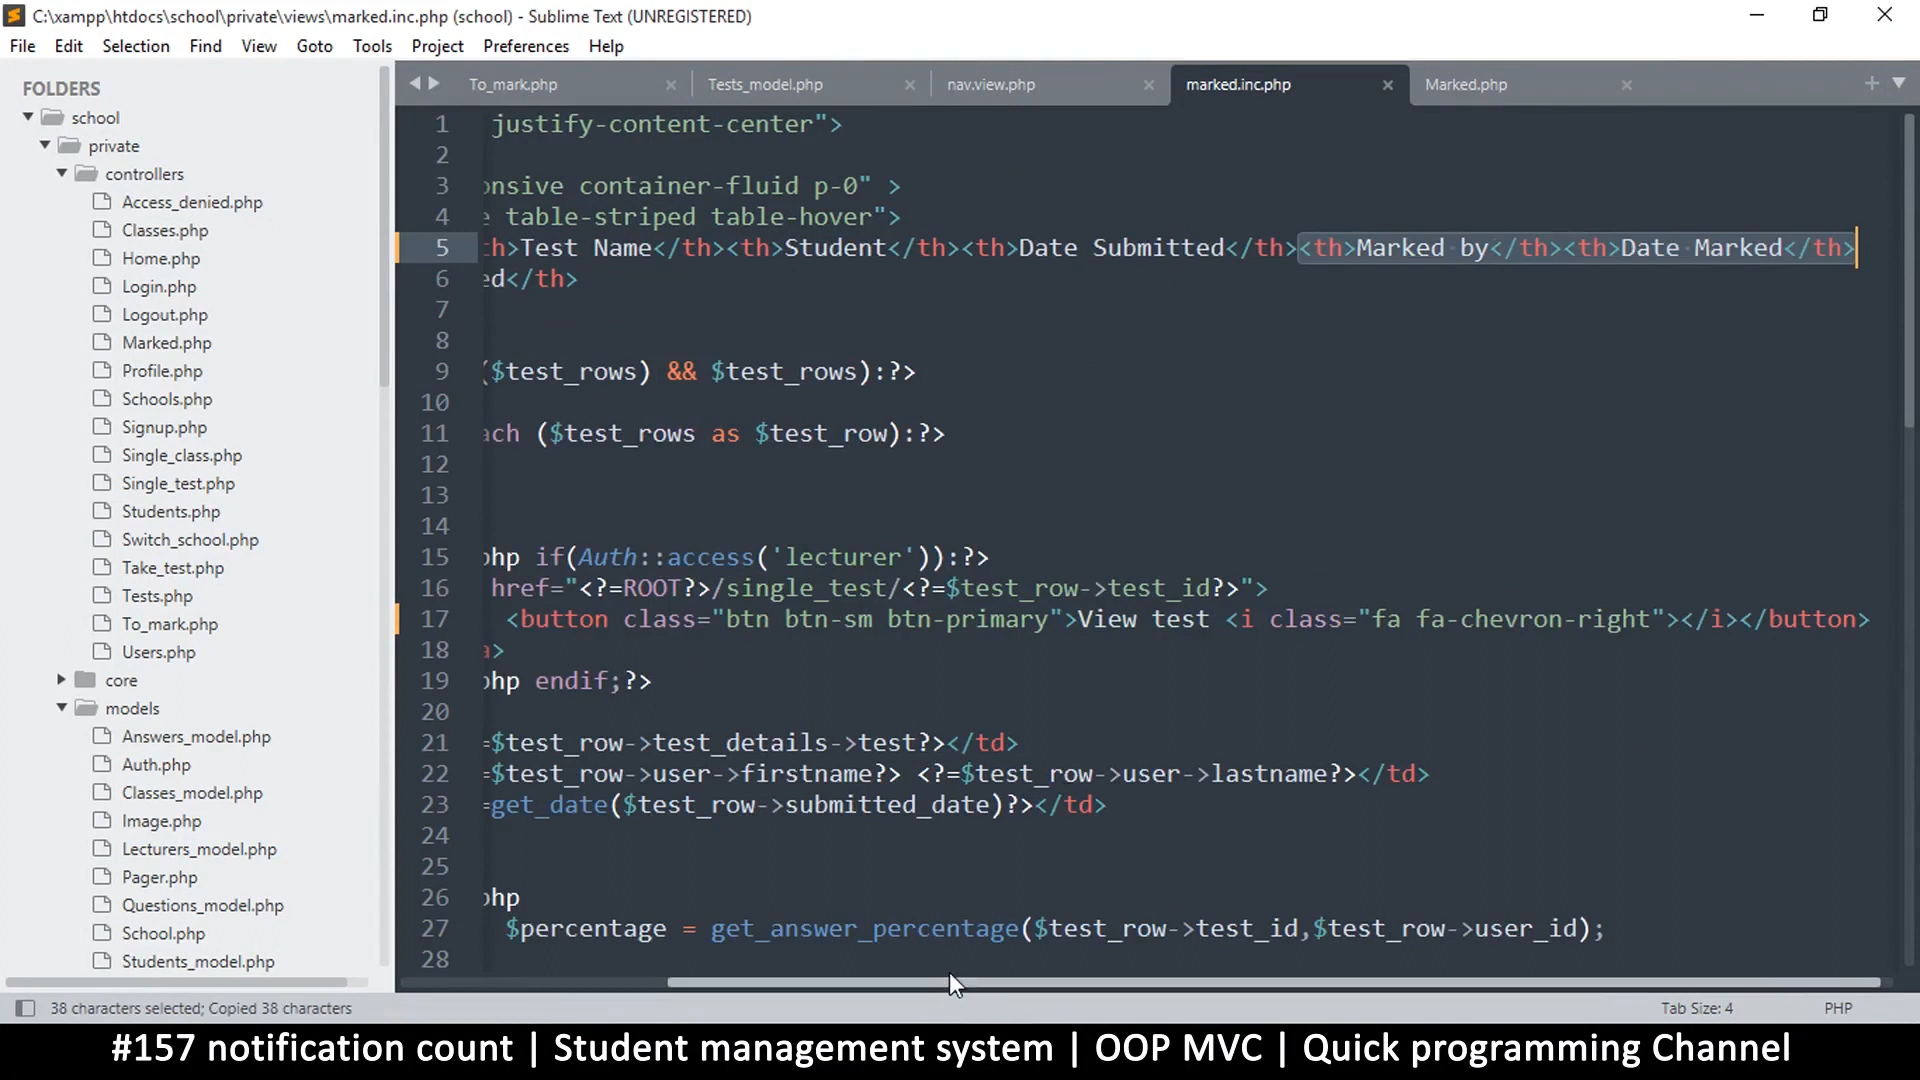 C:\xampp\htdocs\school\private\views\marked.inc.php (school) - Sublime Text (UNREGISTERED)
File Edit Selection Find View Goto Tools Project Preferences Help
FOLDERS
school
private
controllers
Access_denied.php
Classes.php
Home.php
Login.php
Logout.php
Marked.php
Profile.php
Schools.php
Signup.php
Single_class.php
Single_test.php
Students.php
Switch_school.php
Take_test.php
Tests.php
To_mark.php
Users.php
core
models
Answers_model.php
Auth.php
Classes_model.php
Image.php
Lecturers_model.php
Pager.php
Questions_model.php
School.php
Students_model.php
To_mark.php Tests_model.php nav.view.php marked.inc.php Marked.php
1 justify-content-center">
2
3 onsive container-fluid p-0" >
4 e table-striped table-hover">
5 th>Test Name</th><th>Student</th><th>Date Submitted</th><th>Marked by</th><th>Date Marked</th>
6 ed</th>
7
8
9 ($test_rows) && $test_rows):?>
10
11 ach ($test_rows as $test_row):?>
12
13
14
15 php if(Auth::access('lecturer')):?>
16 href="<?=ROOT?>/single_test/<?=$test_row->test_id?>">
17 <button class="btn btn-sm btn-primary">View test <i class="fa fa-chevron-right"></i></button>
18 a>
19 php endif;?>
20
21 =$test_row->test_details->test?></td>
22 =$test_row->user->firstname?> <?=$test_row->user->lastname?></td>
23 =get_date($test_row->submitted_date)?></td>
24
25
26 php
27 $percentage = get_answer_percentage($test_row->test_id,$test_row->user_id);
28
38 characters selected; Copied 38 characters Tab Size: 4 PHP
#157 notification count | Student management system | OOP MVC | Quick programming Channel